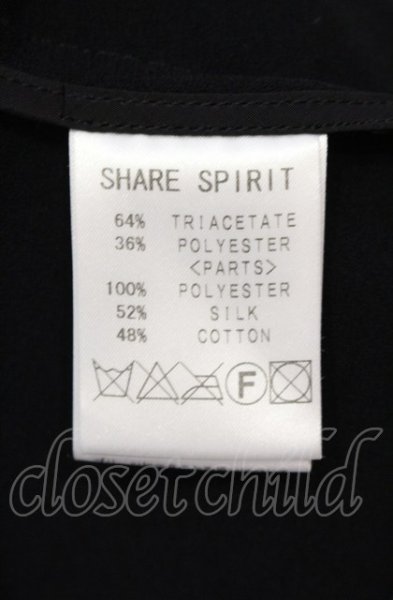 SHARE SPIRIT
64% TRIACETATE
36% POLYESTER
<PARTS>
100% POLYESTER
52% SILK
48% COTTON
F
closet child